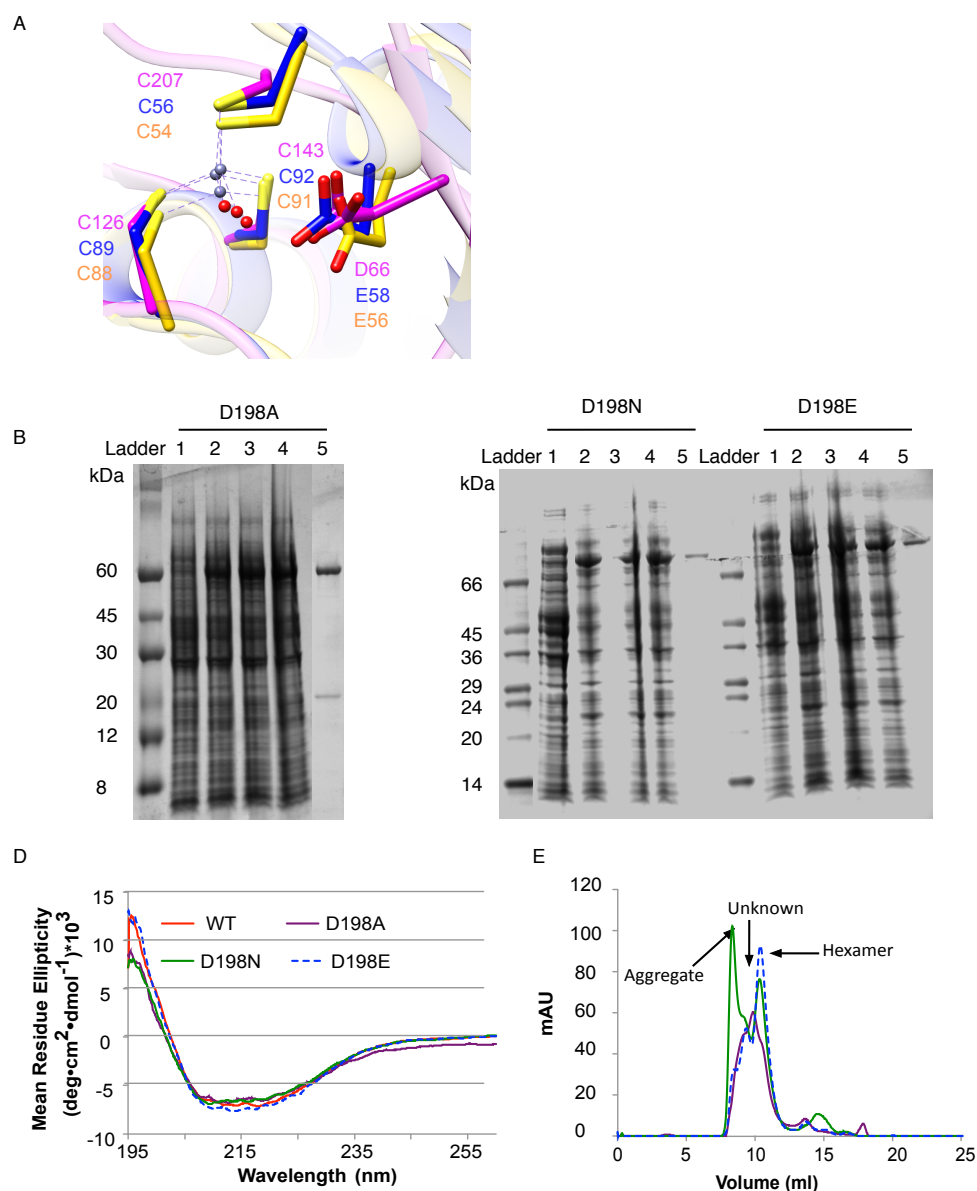 A
C207
C56
C54
C143
C92
C91
C126
C89
C88
D66
E58
E56
B
D198A
Ladder 1 2 3 4 5
kDa
60
45
30
20
12
8
D198N
D198E
Ladder 1 2 3 4 5
Ladder 1 2 3 4 5
kDa
66
45
36
29
24
20
14
D
Mean Residue Ellipticity
(deg•cm2•dmol-1)*10^3
15
10
5
0
-5
-10
WT
D198A
D198N
D198E
195
215
235
255
Wavelength (nm)
E
mAU
120
100
80
60
40
20
0
Unknown
Aggregate
Hexamer
0
5
10
15
20
25
Volume (ml)